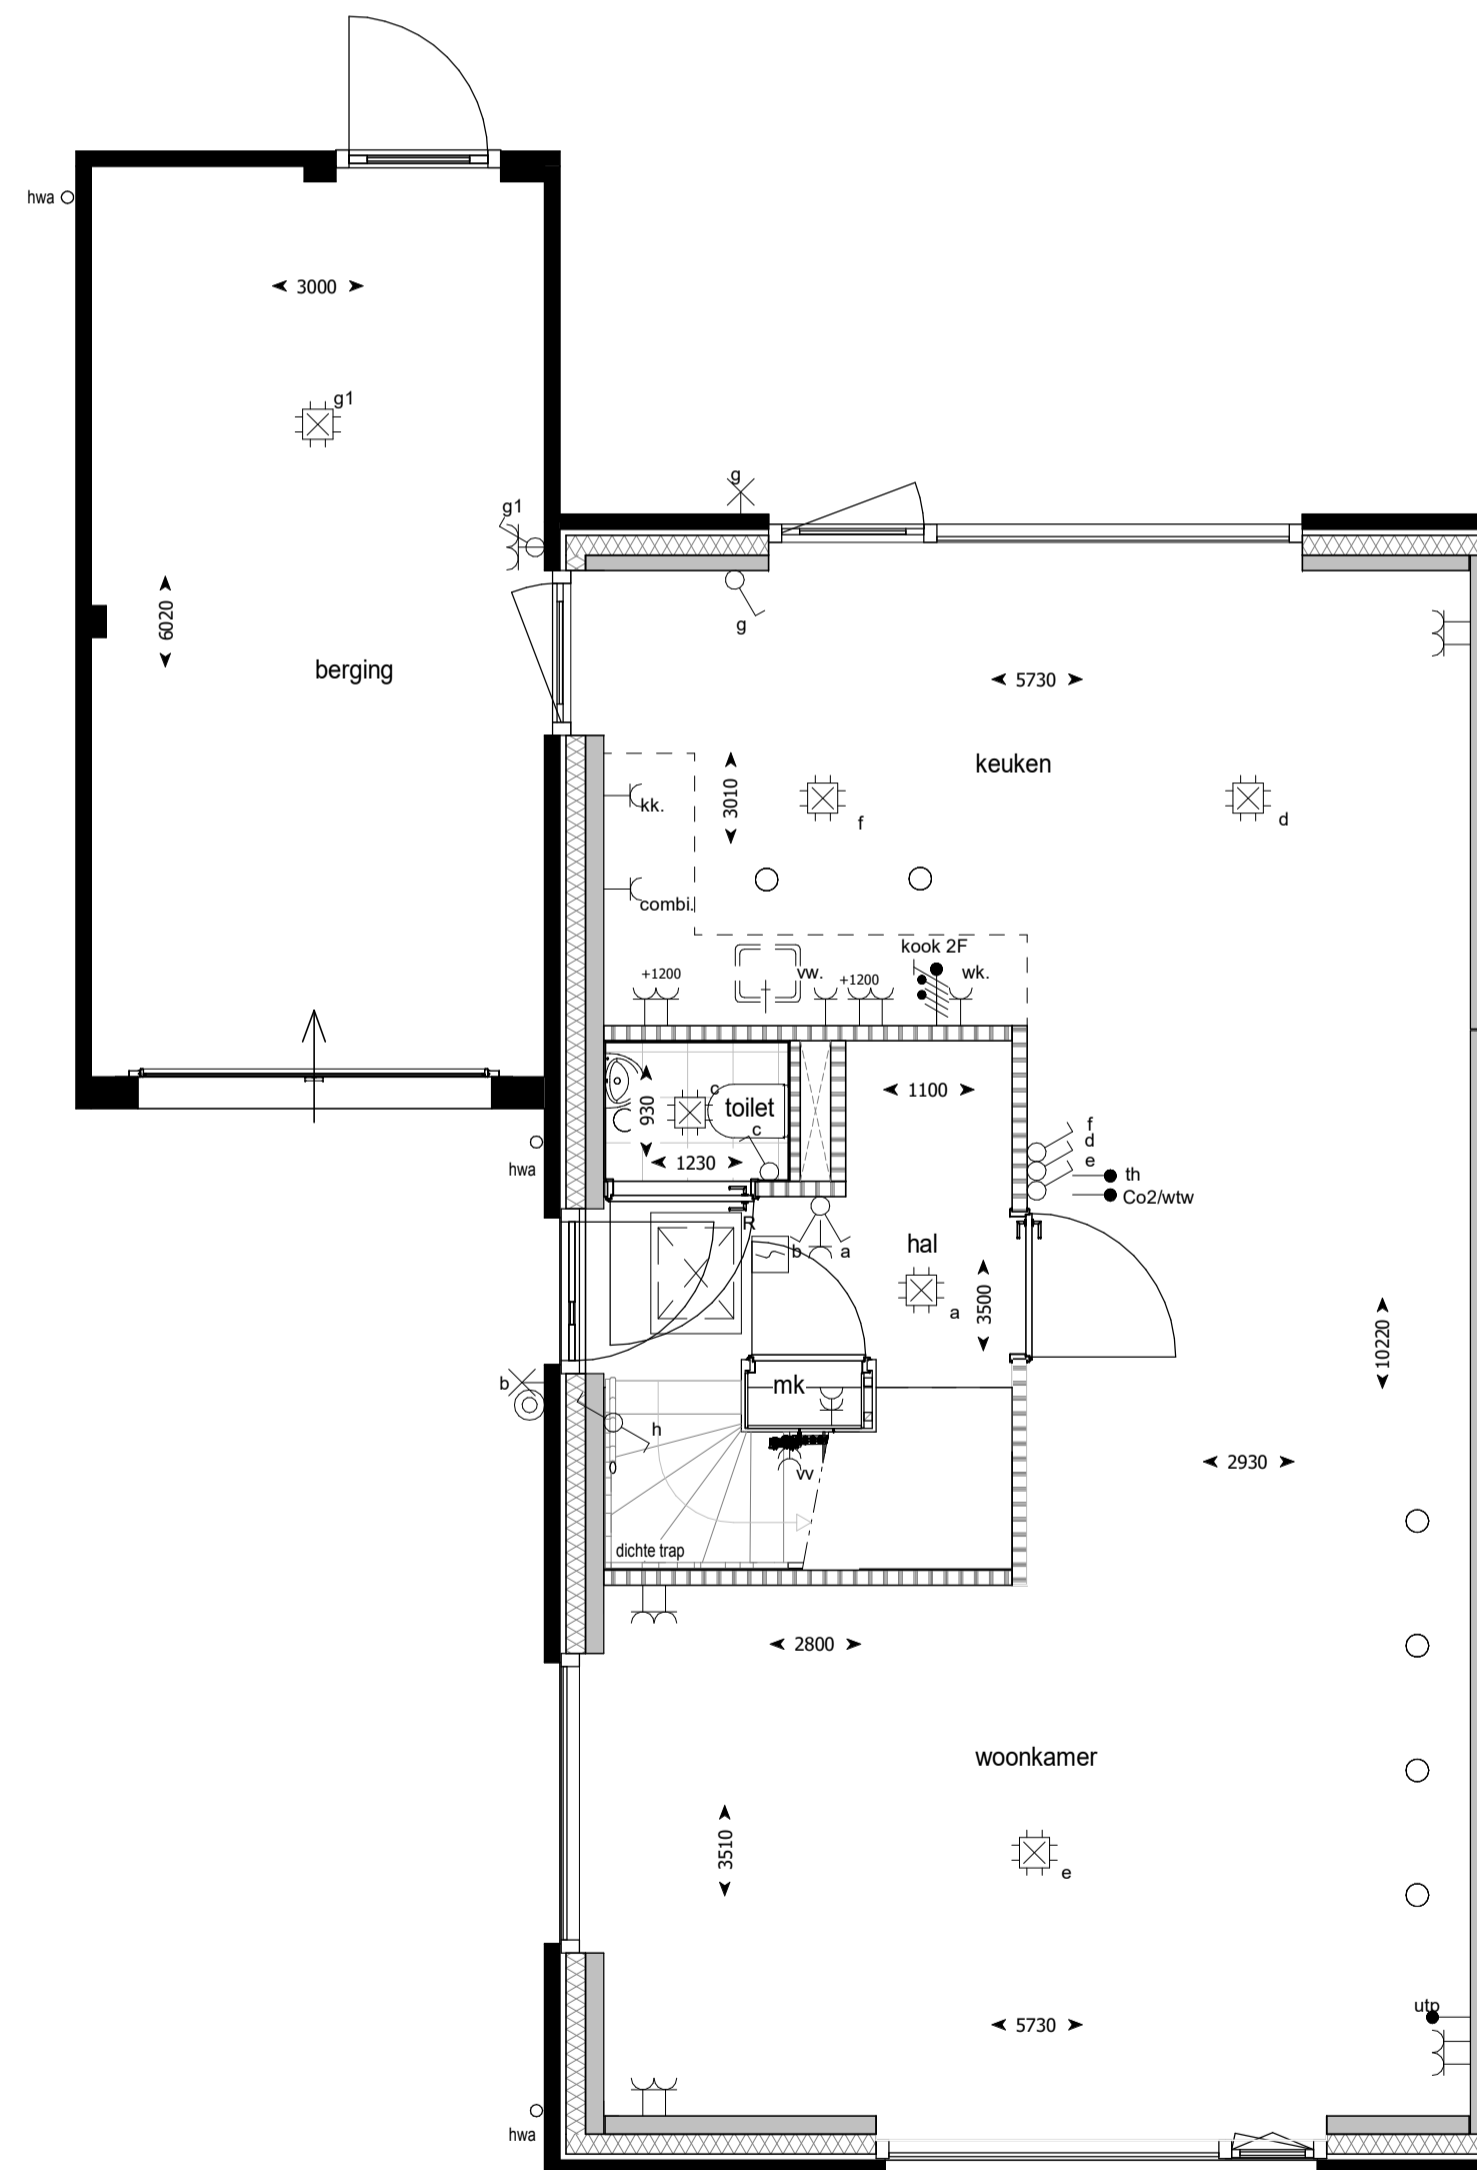 hwa
3000
g1
g
g1
6020
berging
g
5730
keuken
3010
kk.
f
d
combi.
kook 2F
+1200
vw.
+1200
wk.
1100
c
930
toilet
c
1230
f
d
e
th
Co2/wtw
hwa
R
b
a
hal
a
3500
10220
mk
b
h
0
vv
2930
dichte trap
2800
woonkamer
3510
e
utp
5730
hwa